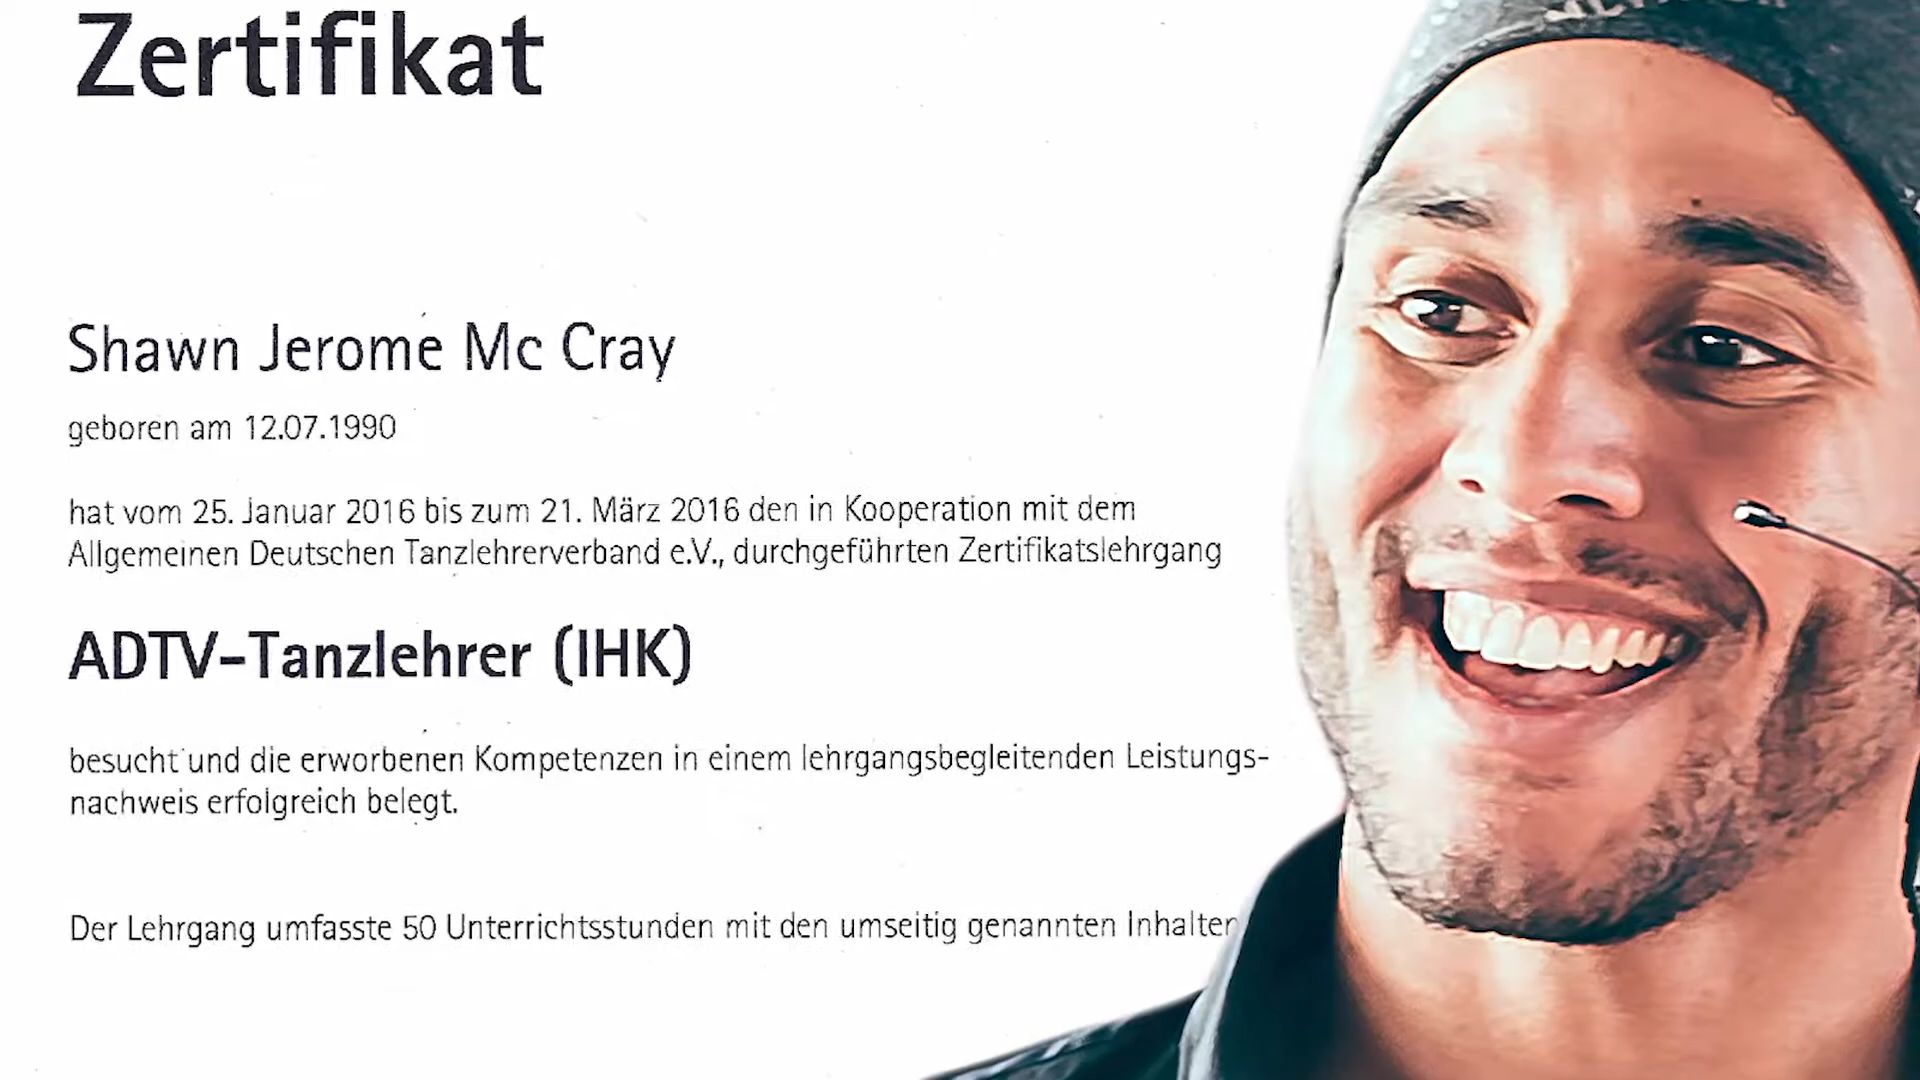 Zertifikat
Shawn Jerome Mc Cray
geboren am 12.07.1990
hat vom 25. Januar 2016 bis zum 21. März 2016 den in Kooperation mit dem
Allgemeinen Deutschen Tanzlehrerverband e.V., durchgeführten Zertifikatslehrgang
ADTV-Tanzlehrer (IHK)
besucht und die erworbenen Kompetenzen in einem lehrgangsbegleitenden Leistungs-
nachweis erfolgreich belegt.
Der Lehrgang umfasste 50 Unterrichtsstunden mit den umseitig genannten Inhalten